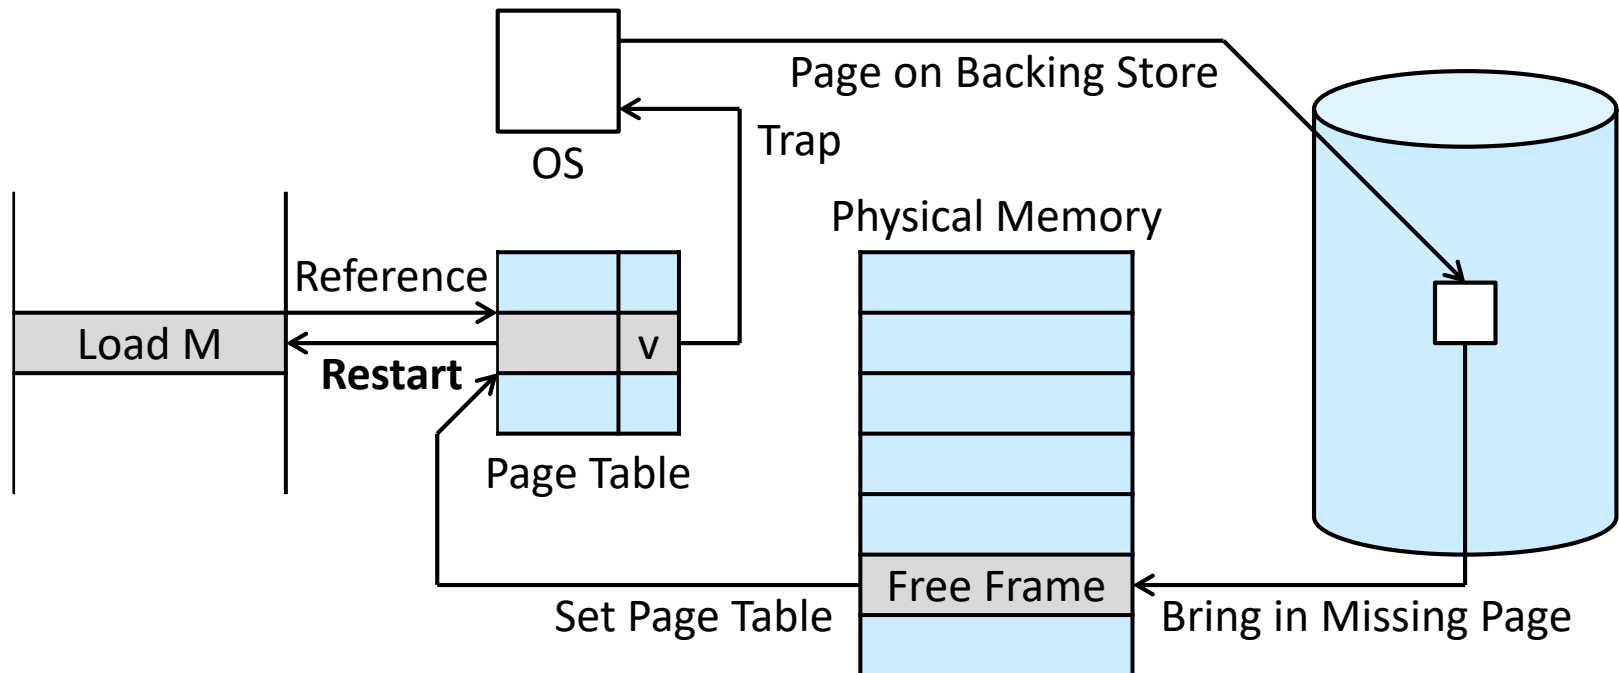 Page on Backing Store
Trap
OS
Physical Memory
Reference
Load M
v
Restart
Page Table
Free Frame
Set Page Table
Bring in Missing Page